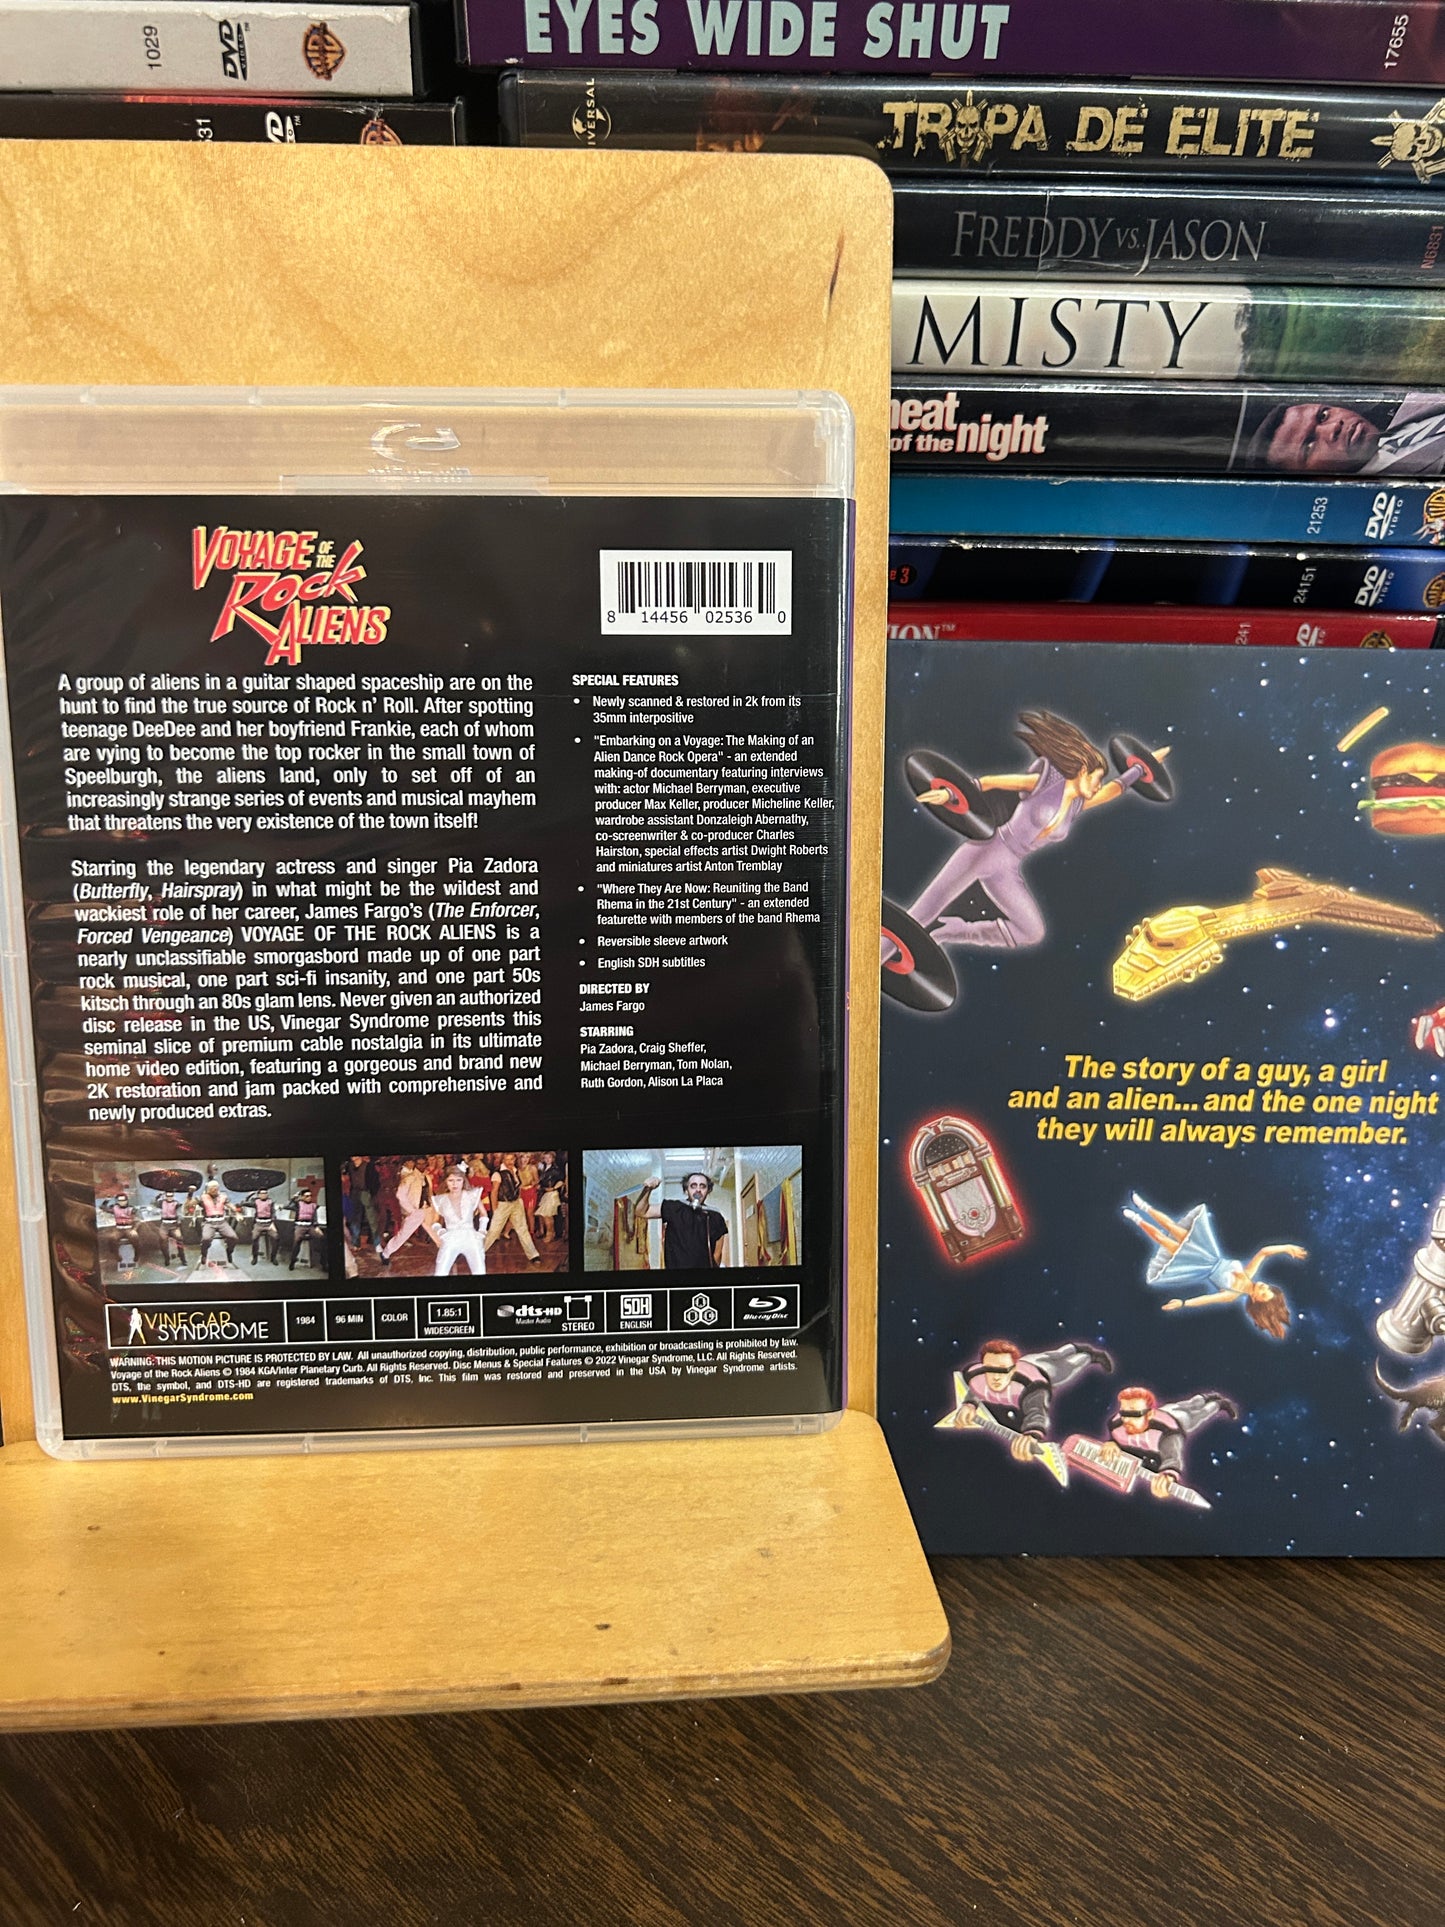 1029
DVD
VIDEO
EYES WIDE SHUT
17655
UNIVERSAL
TROPA DE ELITE
FREDDY VS. JASON
N6831
MISTY
heat
of the night
21253
DVD
VIDEO
24151
DVD
VIDEO
241
VOYAGE OF THE
ROCK
ALIENS
8 14456 02536 0
A group of aliens in a guitar shaped spaceship are on the
hunt to find the true source of Rock n' Roll. After spotting
teenage DeeDee and her boyfriend Frankie, each of whom
are vying to become the top rocker in the small town of
Speelburgh, the aliens land, only to set off of an
increasingly strange series of events and musical mayhem
that threatens the very existence of the town itself!
Starring the legendary actress and singer Pia Zadora
(Butterfly, Hairspray) in what might be the wildest and
wackiest role of her career, James Fargo's (The Enforcer,
Forced Vengeance) VOYAGE OF THE ROCK ALIENS is a
nearly unclassifiable smorgasbord made up of one part
rock musical, one part sci-fi insanity, and one part 50s
kitsch through an 80s glam lens. Never given an authorized
disc release in the US, Vinegar Syndrome presents this
seminal slice of premium cable nostalgia in its ultimate
home video edition, featuring a gorgeous and brand new
2K restoration and jam packed with comprehensive and
newly produced extras.
SPECIAL FEATURES
• Newly scanned & restored in 2k from its
35mm interpositive
• "Embarking on a Voyage: The Making of an
Alien Dance Rock Opera" - an extended
making-of documentary featuring interviews
with: actor Michael Berryman, executive
producer Max Keller, producer Micheline Keller,
wardrobe assistant Donzaleigh Abernathy,
co-screenwriter & co-producer Charles
Hairston, special effects artist Dwight Roberts
and miniatures artist Anton Tremblay
• "Where They Are Now: Reuniting the Band
Rhema in the 21st Century" - an extended
featurette with members of the band Rhema
• Reversible sleeve artwork
• English SDH subtitles
DIRECTED BY
James Fargo
STARRING
Pia Zadora, Craig Sheffer,
Michael Berryman, Tom Nolan,
Ruth Gordon, Alison La Placa
VINEGAR
SYNDROME
1984
96 MIN
COLOR
1.85:1
WIDESCREEN
dts-HD
Master Audio
STEREO
SDH
ENGLISH
Blu-ray Disc
WARNING: THIS MOTION PICTURE IS PROTECTED BY LAW. All unauthorized copying, distribution, public performance, exhibition or broadcasting is prohibited by law.
Voyage of the Rock Aliens © 1984 KGA/Inter Planetary Curb. All Rights Reserved. Disc Menus & Special Features © 2022 Vinegar Syndrome, LLC. All Rights Reserved.
DTS, the symbol, and DTS-HD are registered trademarks of DTS, Inc. This film was restored and preserved in the USA by Vinegar Syndrome artists.
www.VinegarSyndrome.com
The story of a guy, a girl
and an alien... and the one night
they will always remember.